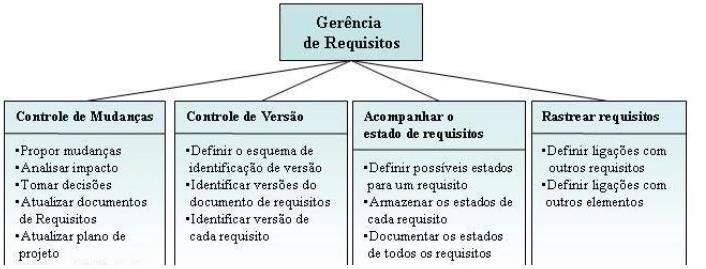 Gerência
de Requisitos
Controle de Mudanças
▪Propor mudanças
▪Analisar impacto
▪Tomar decisões
▪Atualizar documentos
de Requisitos
▪Atualizar plano de
projeto
Controle de Versão
▪Definir o esquema de
identificação de versão
▪Identificar versões do
documento de requisitos
▪Identificar versão de
cada requisito
Acompanhar o
estado de requisitos
▪Definir possíveis estados
para um requisito
▪Armazenar os estados de
cada requisito
▪Documentar os estados
de todos os requisitos
Rastrear requisitos
▪Definir ligações com
outros requisitos
▪Definir ligações com
outros elementos